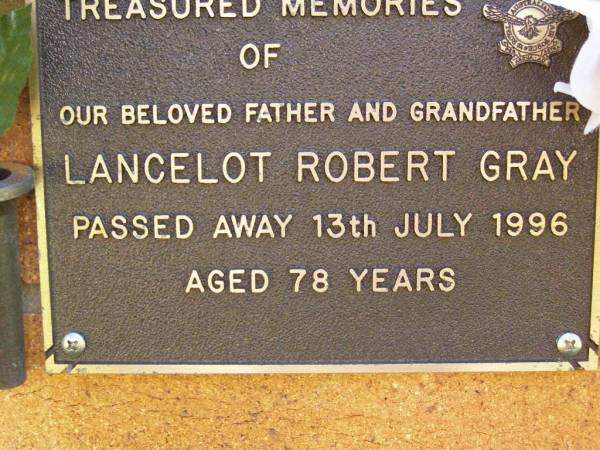 TREASURED MEMORIES
OF
OUR BELOVED FATHER AND GRANDFATHER
LANCELOT ROBERT GRAY
PASSED AWAY 13th JULY 1996
AGED 78 YEARS